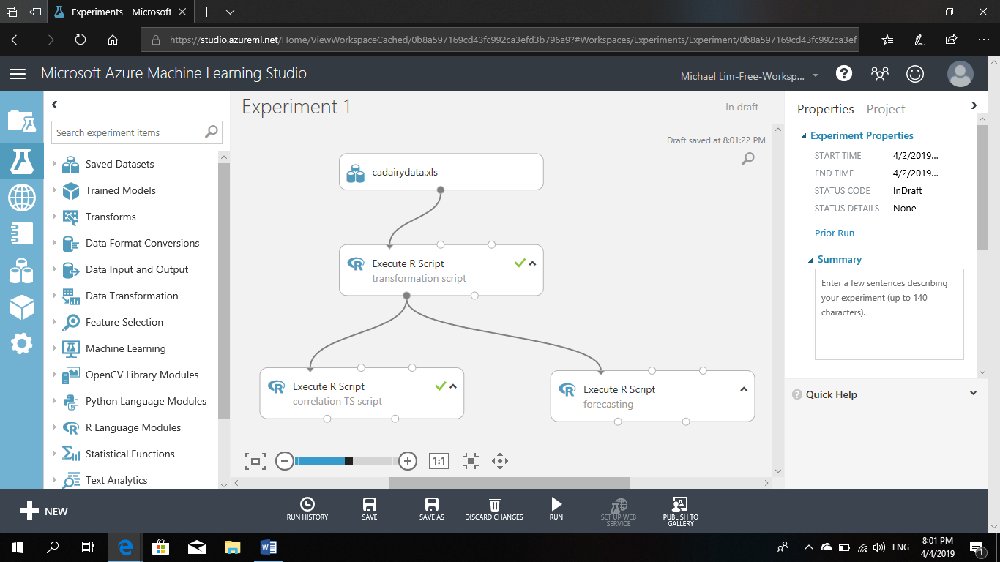 Experiments - Microsoft
https://studio.azureml.net/Home/ViewWorkspaceCached/0b8a597169cd43fc992ca3efd3b796a9?#Workspaces/Experiments/Experiment/0b8a597169cd43fc992ca3ef
Microsoft Azure Machine Learning Studio
Michael Lim-Free-Worksp...
Search experiment items
Saved Datasets
Trained Models
Transforms
Data Format Conversions
Data Input and Output
Data Transformation
Feature Selection
Machine Learning
OpenCV Library Modules
Python Language Modules
R Language Modules
Statistical Functions
Text Analytics
Experiment 1
In draft
Draft saved at 8:01:22 PM
cadairydata.xls
Execute R Script
transformation script
Execute R Script
correlation TS script
Execute R Script
forecasting
1:1
Properties Project
Experiment Properties
START TIME 4/2/2019...
END TIME 4/2/2019...
STATUS CODE InDraft
STATUS DETAILS None
Prior Run
Summary
Enter a few sentences describing
your experiment (up to 140
characters).
Quick Help
NEW
RUN HISTORY
SAVE
SAVE AS
DISCARD CHANGES
RUN
SET UP WEB
SERVICE
PUBLISH TO
GALLERY
ENG
8:01 PM
4/4/2019
1